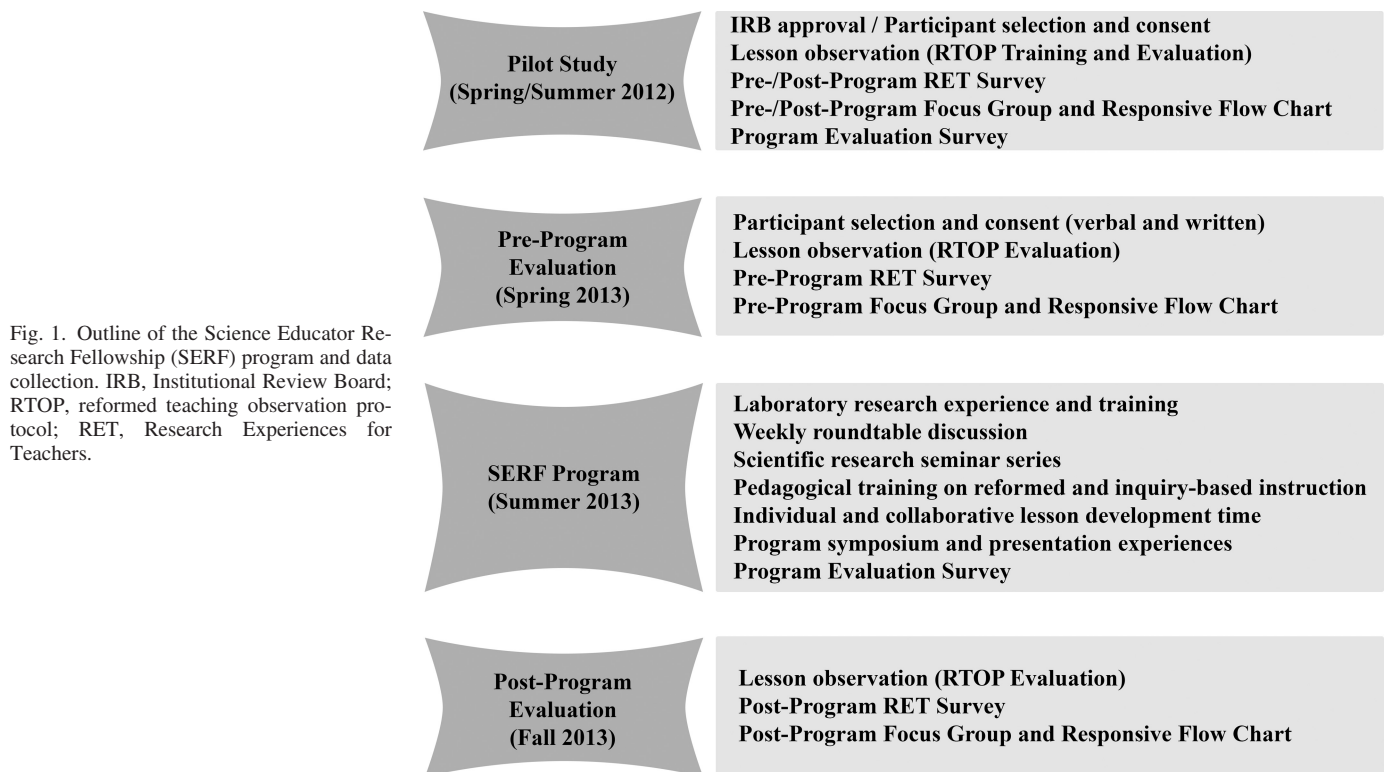 Pilot Study
(Spring/Summer 2012)
IRB approval / Participant selection and consent
Lesson observation (RTOP Training and Evaluation)
Pre-/Post-Program RET Survey
Pre-/Post-Program Focus Group and Responsive Flow Chart
Program Evaluation Survey
Pre-Program
Evaluation
(Spring 2013)
Participant selection and consent (verbal and written)
Lesson observation (RTOP Evaluation)
Pre-Program RET Survey
Pre-Program Focus Group and Responsive Flow Chart
Fig. 1. Outline of the Science Educator Re-
search Fellowship (SERF) program and data
collection. IRB, Institutional Review Board;
RTOP, reformed teaching observation pro-
tocol; RET, Research Experiences for
Teachers.
SERF Program
(Summer 2013)
Laboratory research experience and training
Weekly roundtable discussion
Scientific research seminar series
Pedagogical training on reformed and inquiry-based instruction
Individual and collaborative lesson development time
Program symposium and presentation experiences
Program Evaluation Survey
Post-Program
Evaluation
(Fall 2013)
Lesson observation (RTOP Evaluation)
Post-Program RET Survey
Post-Program Focus Group and Responsive Flow Chart